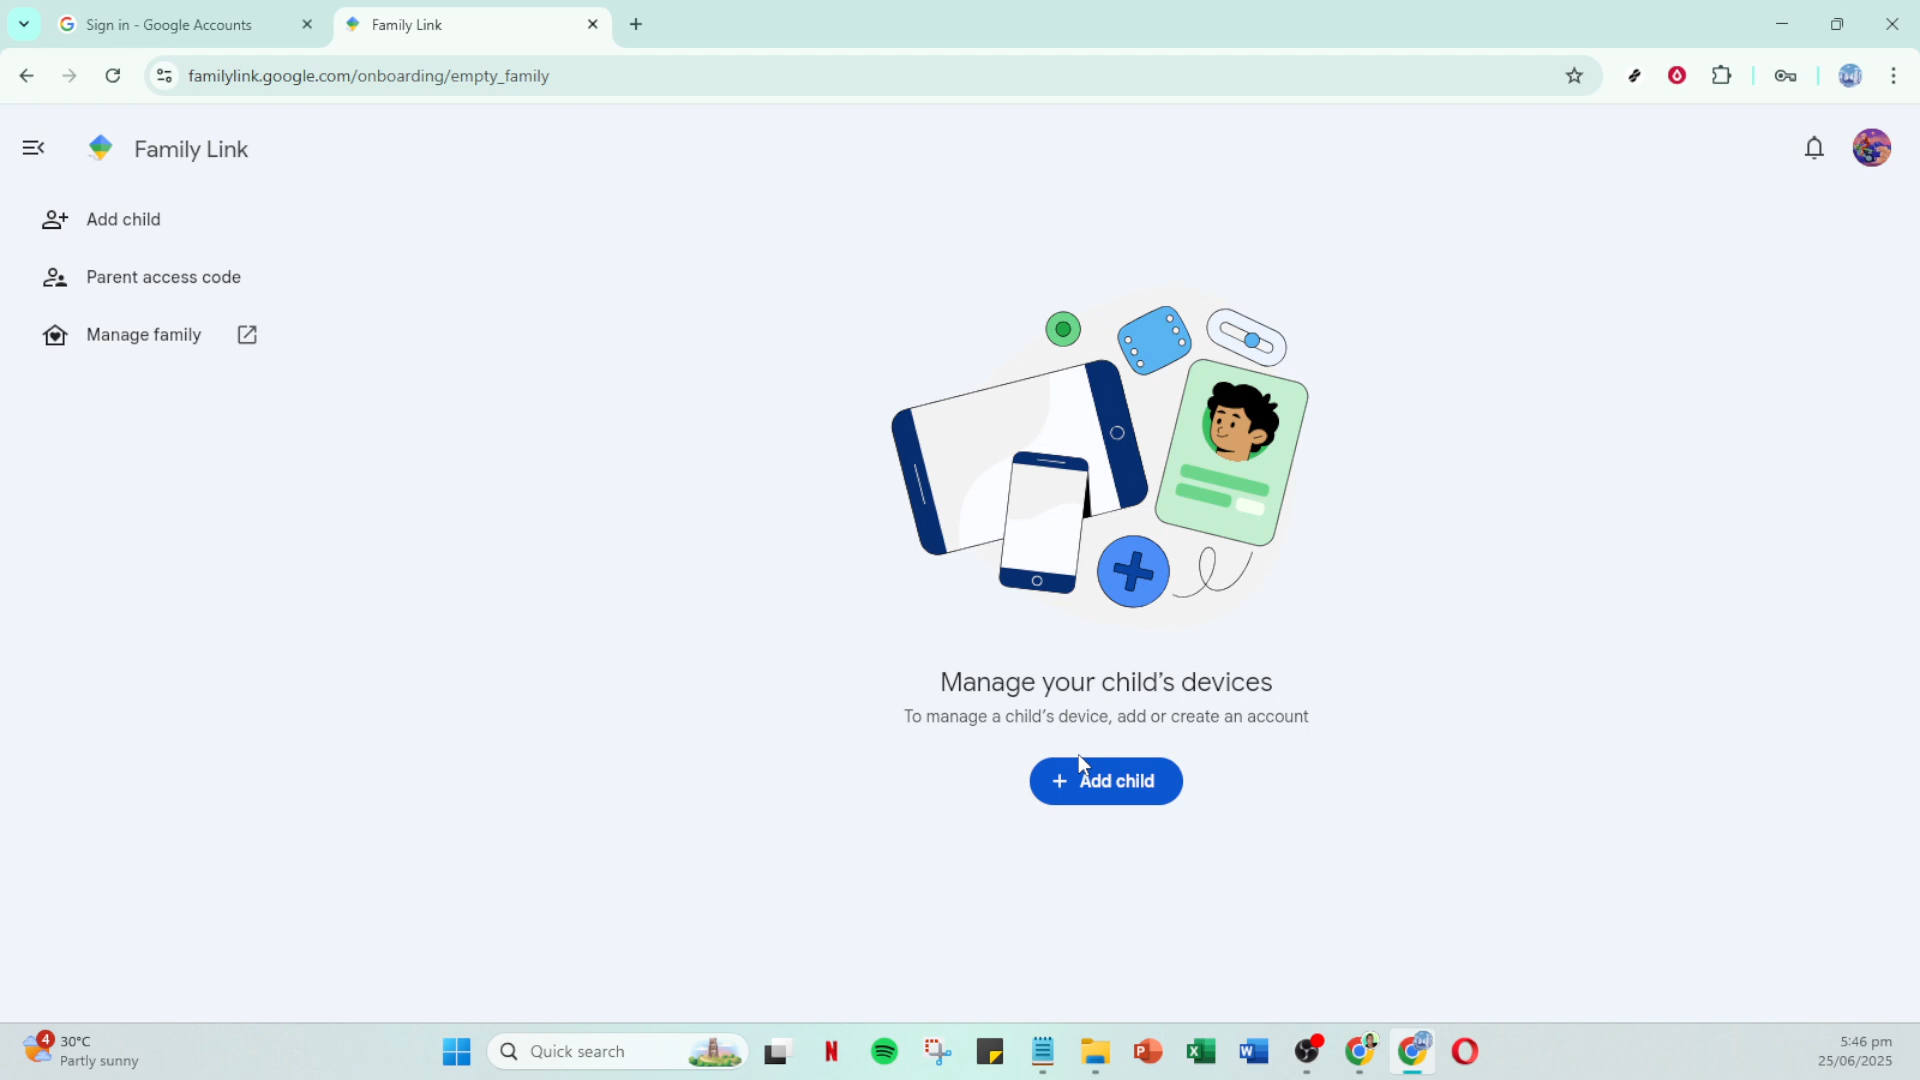 Sign in - Google Accounts
Family Link
familylink.google.com/onboarding/empty_family
Family Link
Add child
Parent access code
Manage family
Manage your child's devices
To manage a child's device, add or create an account
+ Add child
4
30°C
Partly sunny
Quick search
N
P
X
W
5:46 pm
25/06/2025